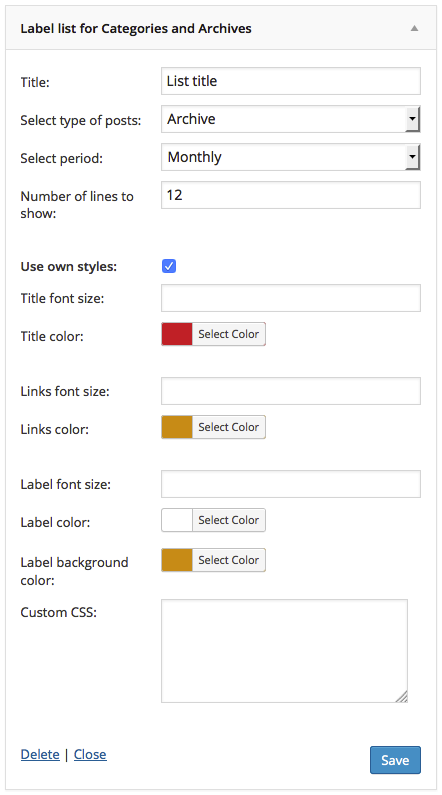 Label list for Categories and Archives
Title: List title
Select type of posts: Archive
Select period: Monthly
Number of lines to show: 12
Use own styles:
Title font size:
Title color: Select Color
Links font size:
Links color: Select Color
Label font size:
Label color: Select Color
Label background color: Select Color
Custom CSS:
Delete | Close Save